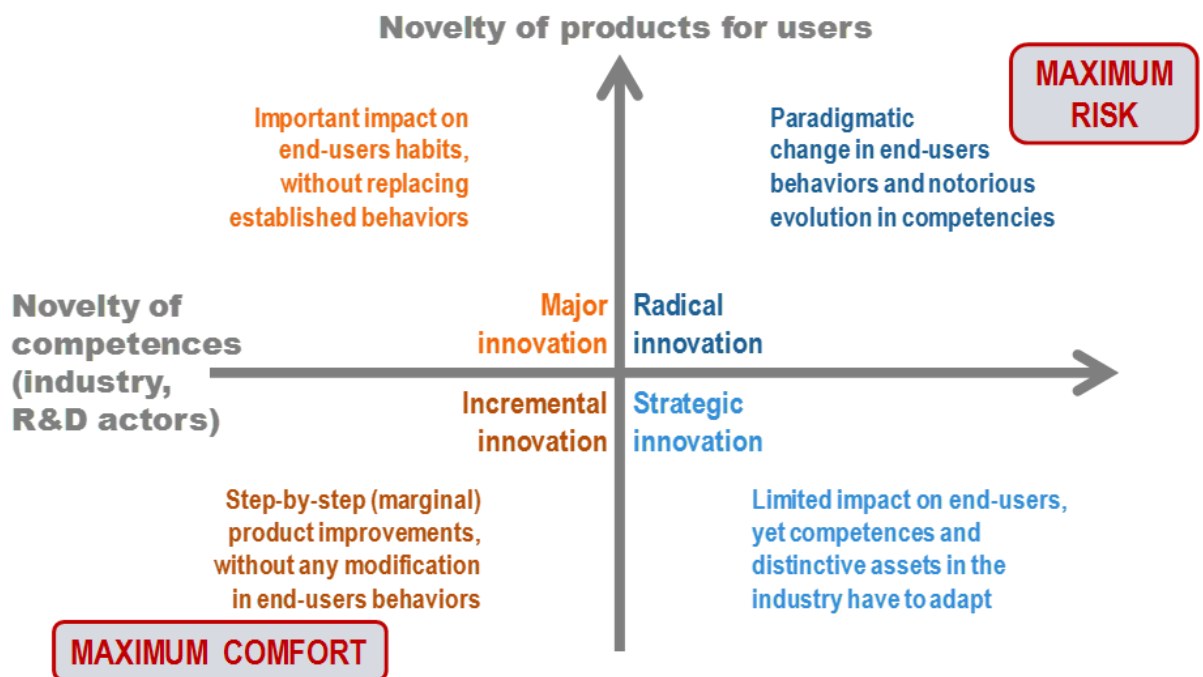 Novelty of products for users
MAXIMUM
RISK
Important impact on
end-users habits,
without replacing
established behaviors
Paradigmatic
change in end-users
behaviors and notorious
evolution in competencies
Novelty of
competences
(industry,
R&D actors)
Major
innovation
Radical
innovation
Incremental
innovation
Strategic
innovation
Step-by-step (marginal)
product improvements,
without any modification
in end-users behaviors
Limited impact on end-users,
yet competences and
distinctive assets in the
industry have to adapt
MAXIMUM COMFORT